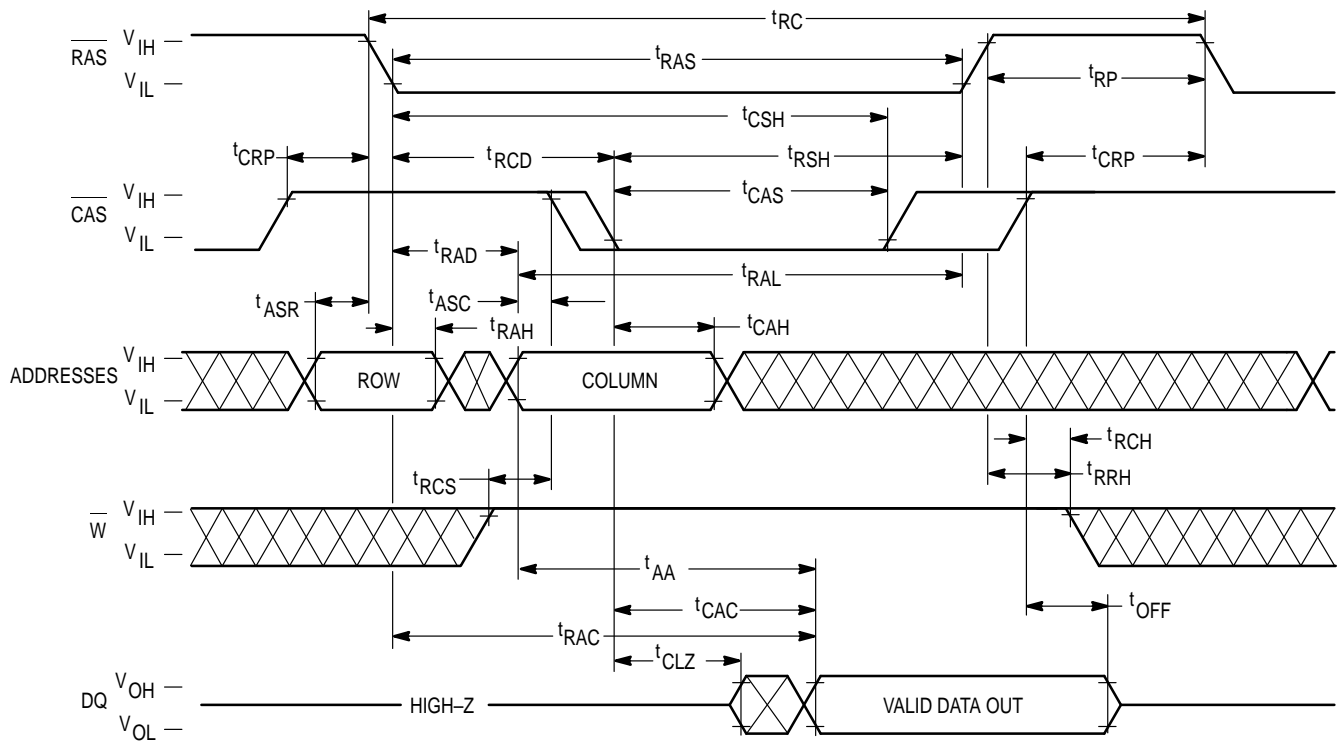 tRC
RAS VIH
VIL
tRAS
tRP
tCSH
tCRP
tRCD
tRSH
tCRP
CAS VIH
VIL
tCAS
tRAD
tRAL
tASR
tASC
tRAH
tCAH
ADDRESSES VIH
VIL
ROW
COLUMN
tRCH
tRCS
tRRH
W VIH
VIL
tAA
tCAC
tOFF
tRAC
tCLZ
DQ VOH
VOL
HIGH–Z
VALID DATA OUT